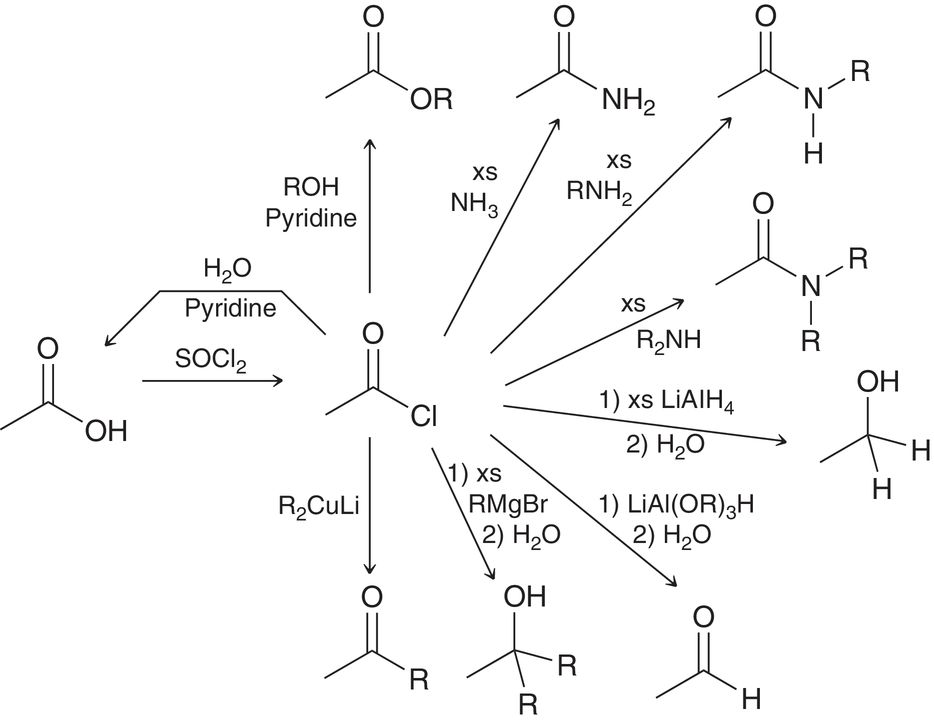 O
OR
O
NH2
O
N
R
H
ROH
Pyridine
xs
NH3
xs
RNH2
O
N
R
R
H2O
Pyridine
xs
R2NH
O
OH
SOCl2
O
Cl
1) xs LiAlH4
2) H2O
OH
H
H
R2CuLi
1) xs
RMgBr
2) H2O
1) LiAl(OR)3H
2) H2O
O
R
OH
R
R
O
H